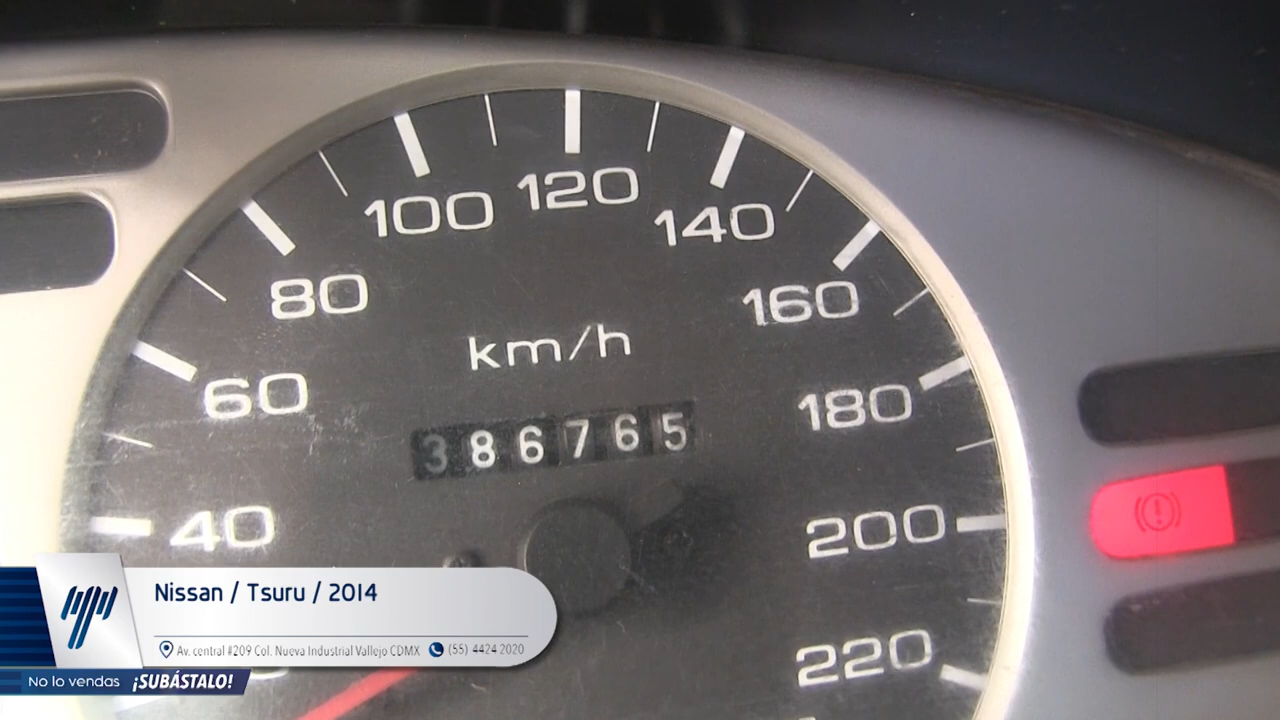 120
100
140
80
160
km/h
60
180
386765
40
200
220
Nissan / Tsuru / 2014
Av. central #209 Col. Nueva Industrial Vallejo CDMX (55) 4424 2020
No lo vendas ¡SUBÁSTALO!